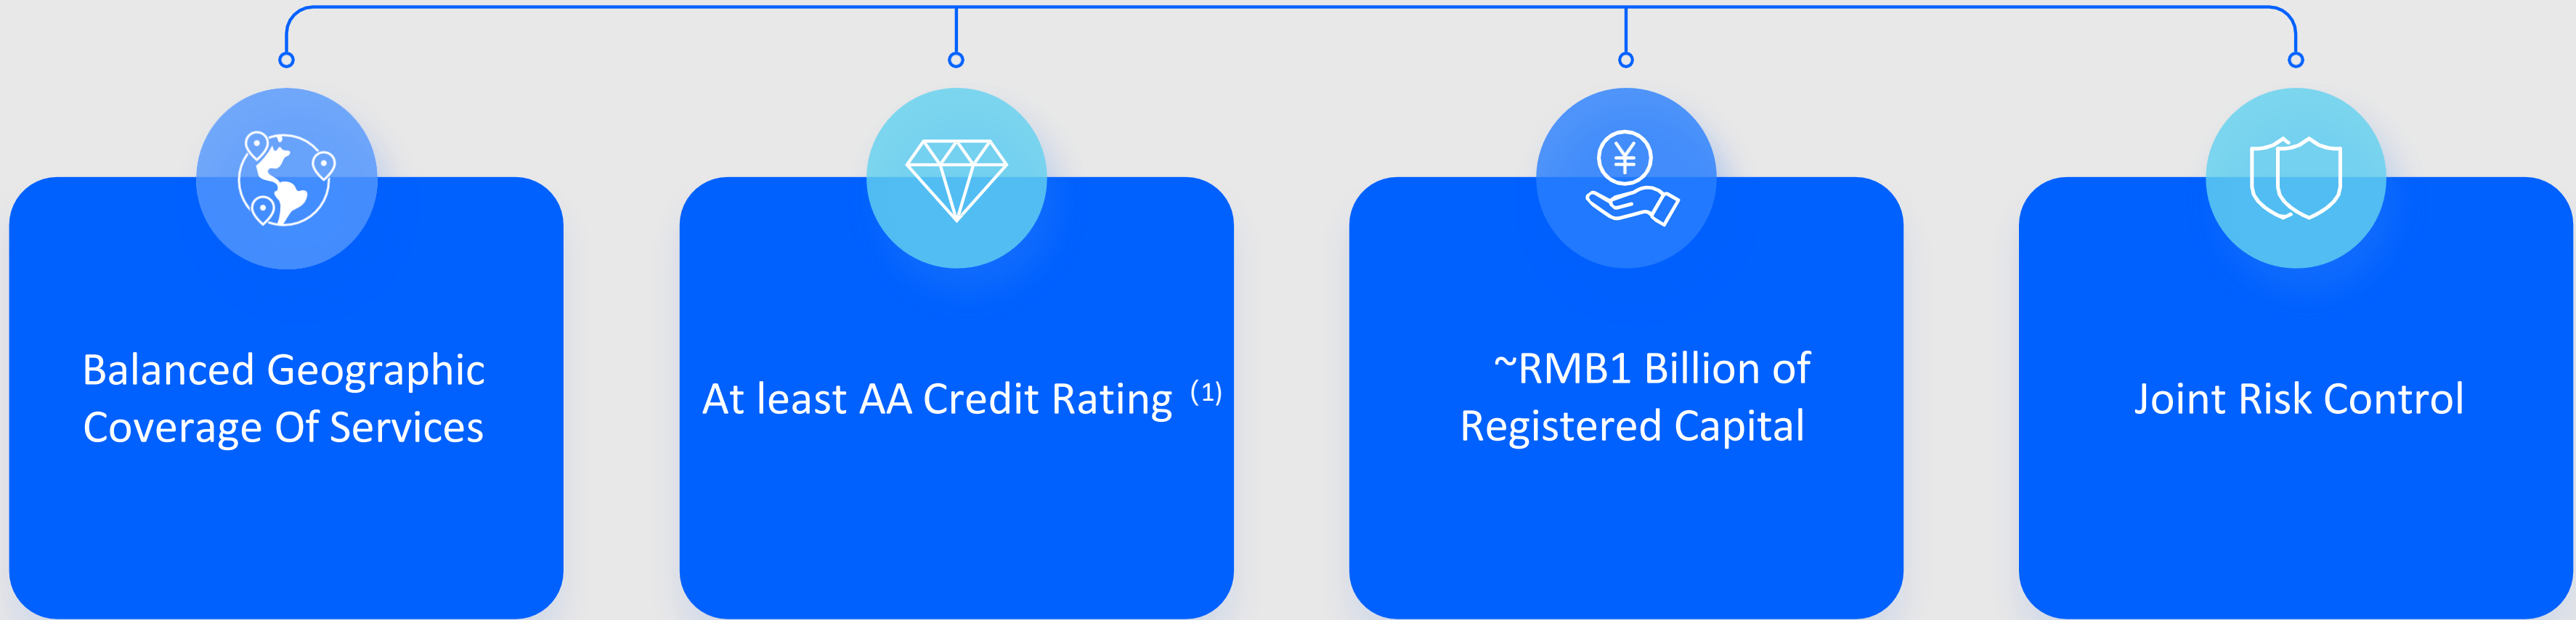 Balanced Geographic
Coverage Of Services
At least AA Credit Rating (1)
~RMB1 Billion of
Registered Capital
Joint Risk Control